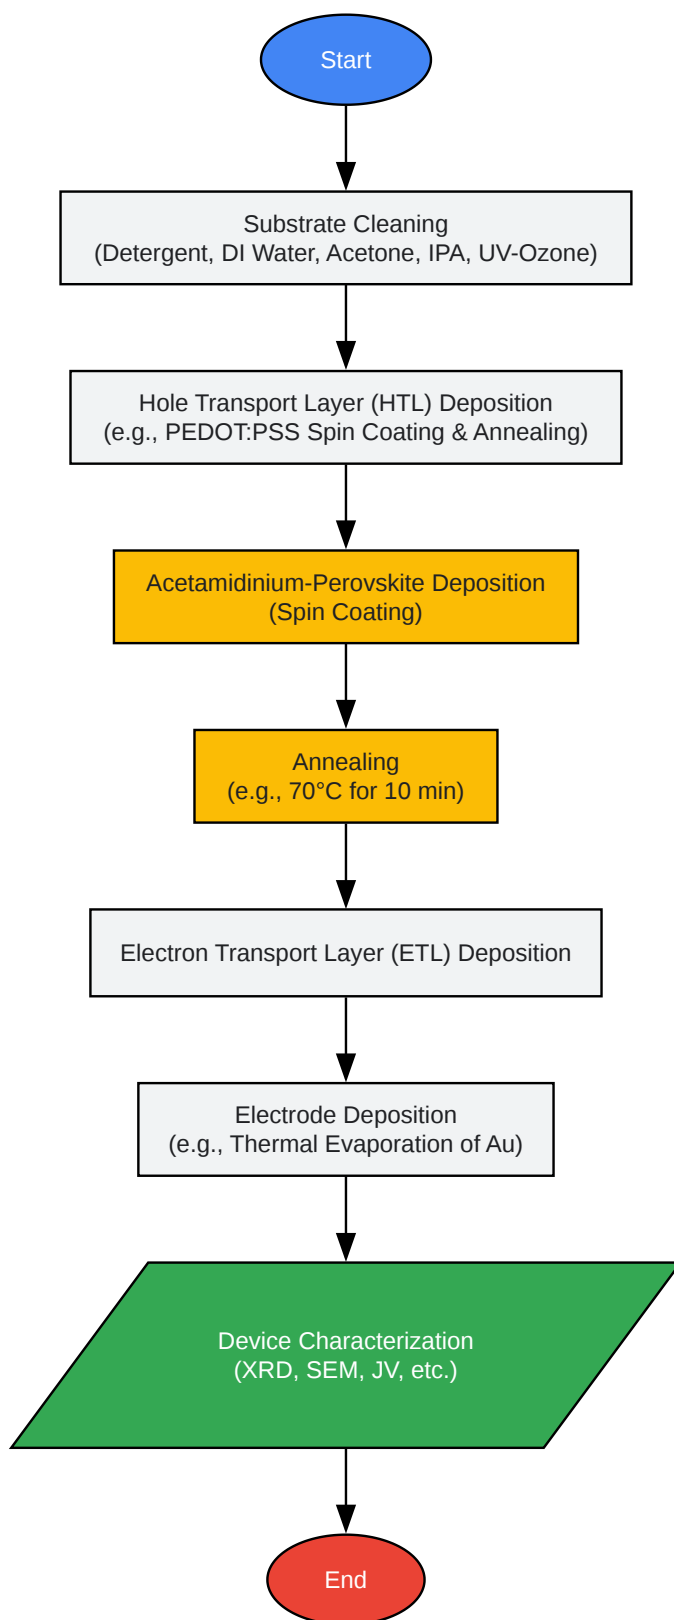 Start
Substrate Cleaning
(Detergent, DI Water, Acetone, IPA, UV-Ozone)
Hole Transport Layer (HTL) Deposition
(e.g., PEDOT:PSS Spin Coating & Annealing)
Acetamidinium-Perovskite Deposition
(Spin Coating)
Annealing
(e.g., 70°C for 10 min)
Electron Transport Layer (ETL) Deposition
Electrode Deposition
(e.g., Thermal Evaporation of Au)
Device Characterization
(XRD, SEM, JV, etc.)
End